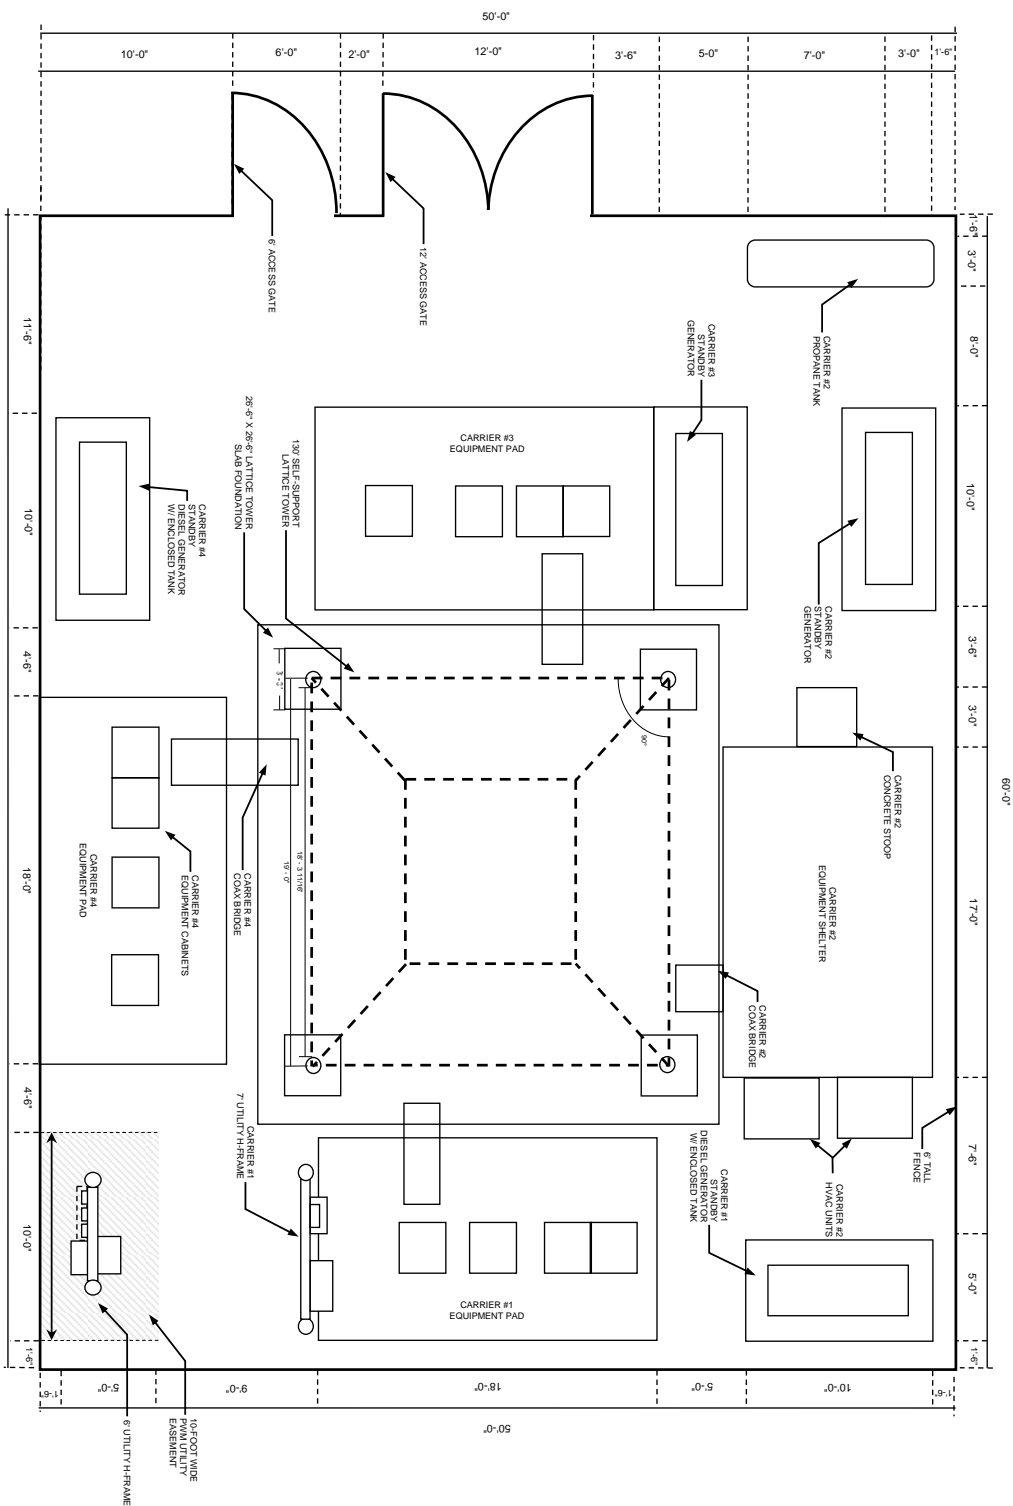 50'-0"
10'-0"
6'-0"
2'-0"
12'-0"
3'-6"
5-0"
7'-0"
3'-0"
1'-6"
6' ACCESS GATE
12' ACCESS GATE
1'-6"
3'-0"
8'-0"
10'-0"
3'-6"
3'-0"
17'-0"
7'-6"
5'-0"
1'-6"
60'-0"
11'-6"
10'-0"
4'-6"
18'-0"
4'-6"
10'-0"
1'-6"
CARRIER #2
PROPANE TANK
CARRIER #3
STANDBY
GENERATOR
CARRIER #2
STANDBY
GENERATOR
CARRIER #3
EQUIPMENT PAD
130' SELF-SUPPORT
LATTICE TOWER
26'-6" X 26'-6" LATTICE TOWER
SLAB FOUNDATION
CARRIER #4
STANDBY
DIESEL GENERATOR
W/ ENCLOSED TANK
90°
18' - 3 11/16"
19' - 0"
CARRIER #2
CONCRETE STOOP
CARRIER #2
EQUIPMENT SHELTER
CARRIER #2
COAX BRIDGE
CARRIER #4
COAX BRIDGE
CARRIER #4
EQUIPMENT CABINETS
CARRIER #4
EQUIPMENT PAD
6' TALL
FENCE
CARRIER #2
HVAC UNITS
CARRIER #1
STANDBY
DIESEL GENERATOR
W/ ENCLOSED TANK
CARRIER #1
7' UTILITY H-FRAME
CARRIER #1
EQUIPMENT PAD
1'-6"
5'-0"
9'-0"
18'-0"
5'-0"
10'-0"
1'-6"
50'-0"
10-FOOT WIDE
PWM UTILITY
EASEMENT
6' UTILITY H-FRAME